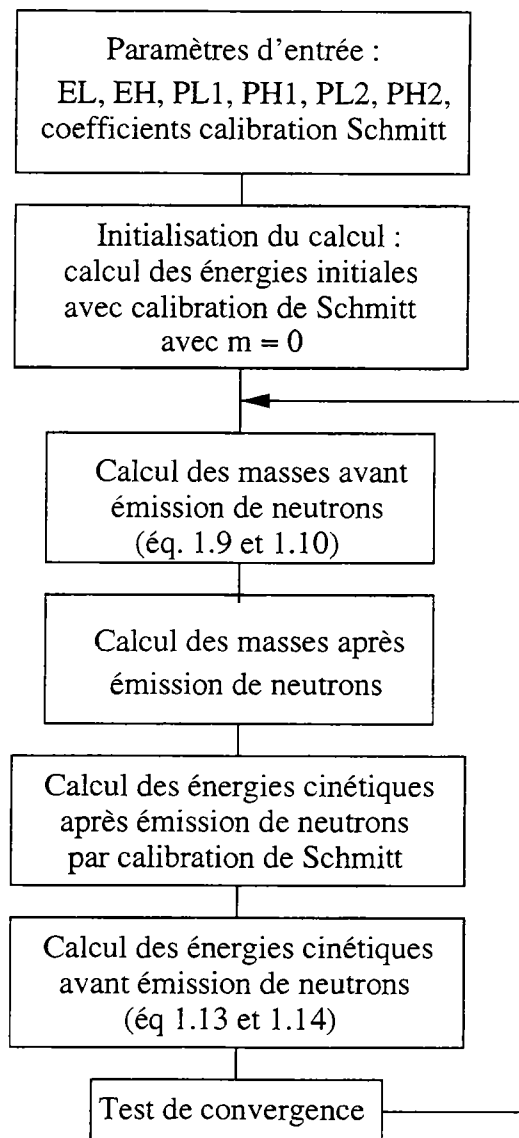 Paramètres d'entrée :
EL, EH, PL1, PH1, PL2, PH2,
coefficients calibration Schmitt
Initialisation du calcul :
calcul des énergies initiales
avec calibration de Schmitt
avec m = 0
Calcul des masses avant
émission de neutrons
(éq. 1.9 et 1.10)
Calcul des masses après
émission de neutrons
Calcul des énergies cinétiques
après émission de neutrons
par calibration de Schmitt
Calcul des énergies cinétiques
avant émission de neutrons
(éq 1.13 et 1.14)
Test de convergence